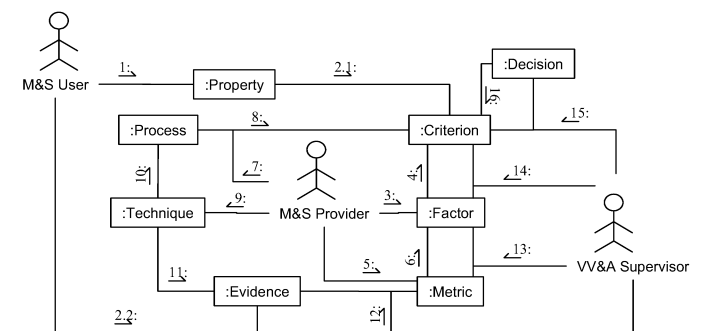 :Decision
1:
2.1:
M&S User
:Property
16:
8:
15:
:Process
:Criterion
7:
10:
4:
14:
9:
3:
:Technique
M&S Provider
:Factor
13:
6:
5:
VV&A Supervisor
11:
:Evidence
:Metric
2.2:
12: